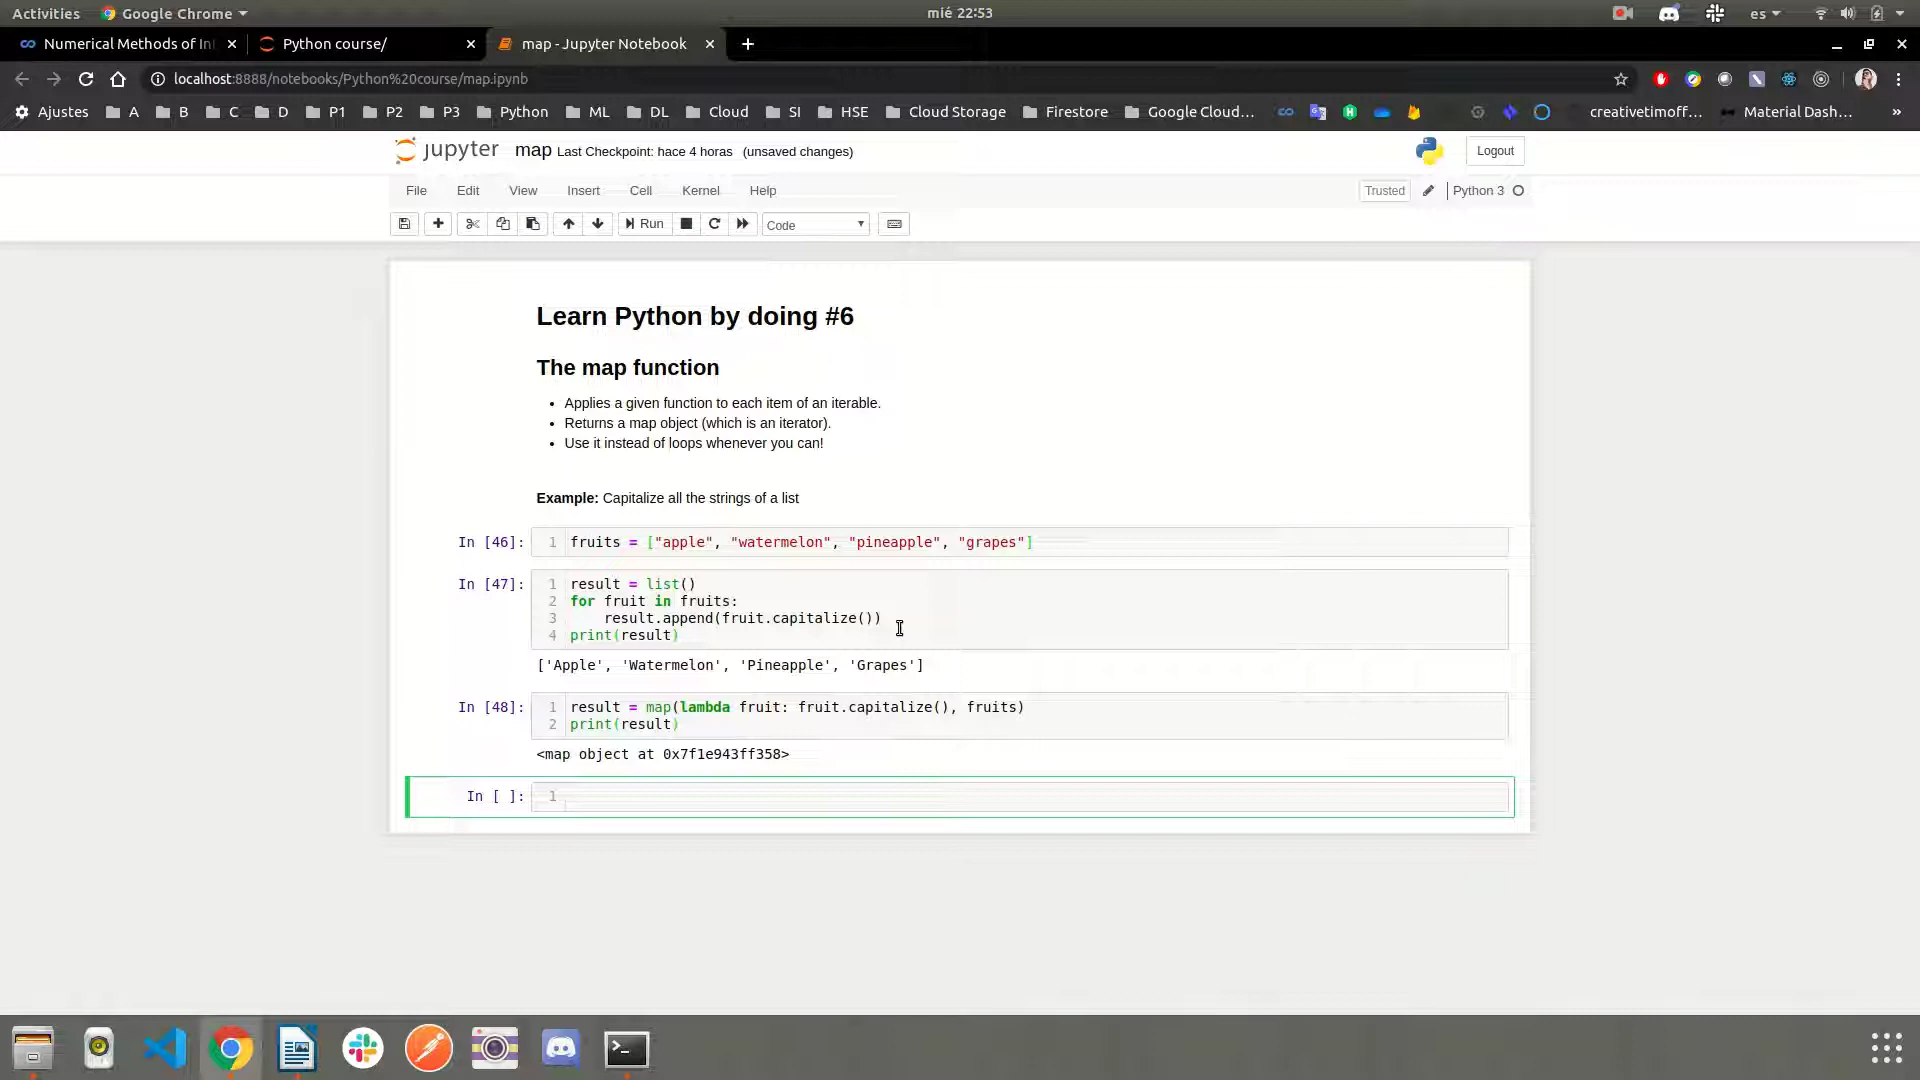 Activities Google Chrome mié 22:53 es
Numerical Methods of In Python course/ map - Jupyter Notebook
localhost:8888/notebooks/Python%20course/map.ipynb
Ajustes A B C D P1 P2 P3 Python ML DL Cloud SI HSE Cloud Storage Firestore Google Cloud... creativetimoff... Material Dash... »
jupyter map Last Checkpoint: hace 4 horas (unsaved changes) Logout
File Edit View Insert Cell Kernel Help Trusted Python 3
Run Code
Learn Python by doing #6
The map function
• Applies a given function to each item of an iterable.
• Returns a map object (which is an iterator).
• Use it instead of loops whenever you can!
Example: Capitalize all the strings of a list
In [46]: 1 fruits = ["apple", "watermelon", "pineapple", "grapes"]
In [47]: 1 result = list()
2 for fruit in fruits:
3 result.append(fruit.capitalize())
4 print(result)
['Apple', 'Watermelon', 'Pineapple', 'Grapes']
In [48]: 1 result = map(lambda fruit: fruit.capitalize(), fruits)
2 print(result)
<map object at 0x7f1e943ff358>
In [ ]: 1